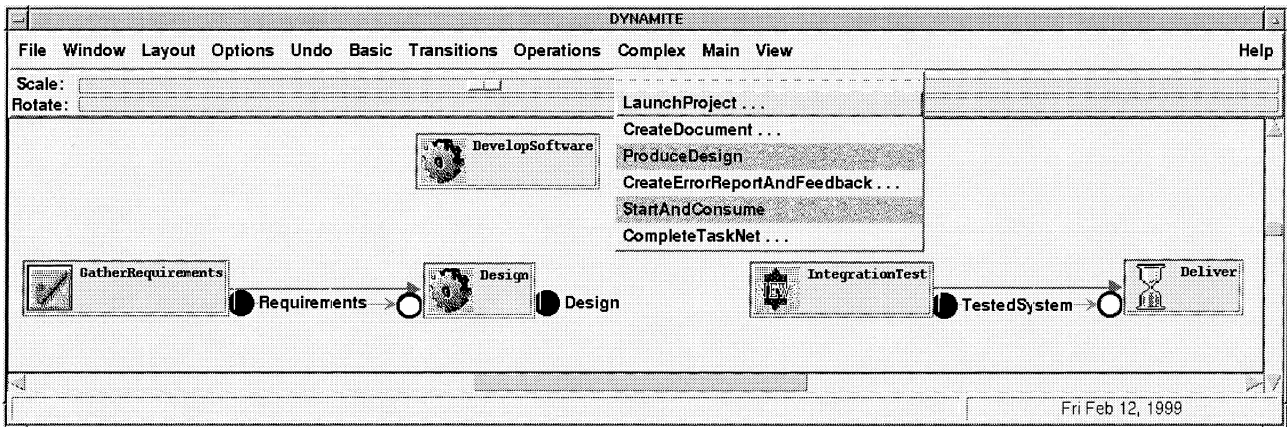 DYNAMITE
File Window Layout Options Undo Basic Transitions Operations Complex Main View Help
Scale:
Rotate:
LaunchProject . . .
CreateDocument . . .
ProduceDesign
CreateErrorReportAndFeedback . . .
StartAndConsume
CompleteTaskNet . . .
DevelopSoftware
GatherRequirements
Requirements
Design
Design
IntegrationTest
TestedSystem
Deliver
Fri Feb 12, 1999